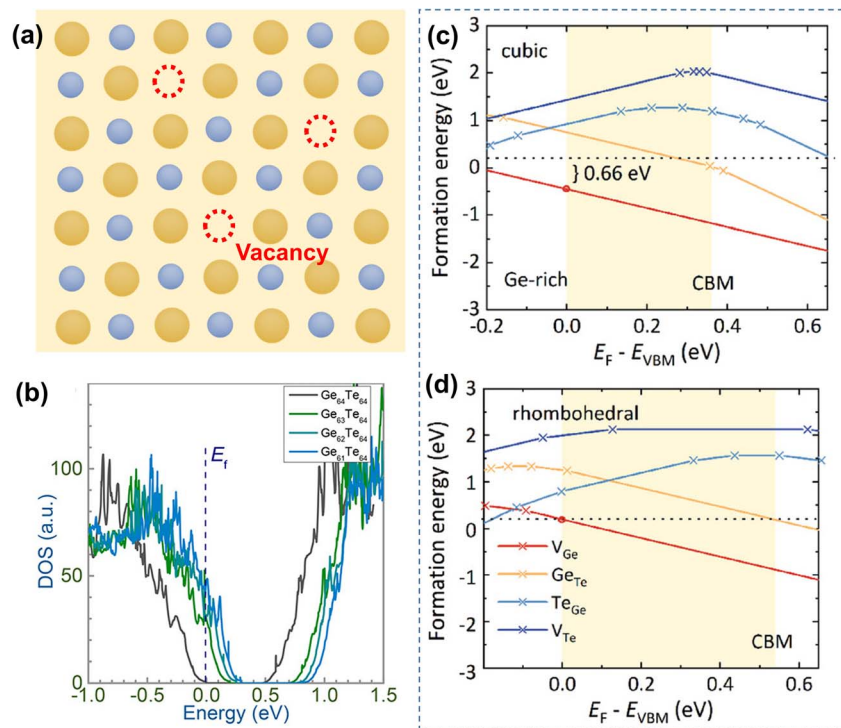 (a)
Vacancy
(b)
Ge64Te64
Ge63Te64
Ge62Te64
Ge61Te64
Ef
100
50
0
DOS (a.u.)
-1.0 -0.5 0.0 0.5 1.0 1.5
Energy (eV)
(c)
cubic
3
2
1
0
-1
-2
-3
Formation energy (eV)
} 0.66 eV
Ge-rich
CBM
-0.2 0.0 0.2 0.4 0.6
EF - EVBM (eV)
(d)
rhombohedral
3
2
1
0
-1
-2
-3
Formation energy (eV)
VGe
GeTe
TeGe
VTe
CBM
0.0 0.2 0.4 0.6
EF - EVBM (eV)